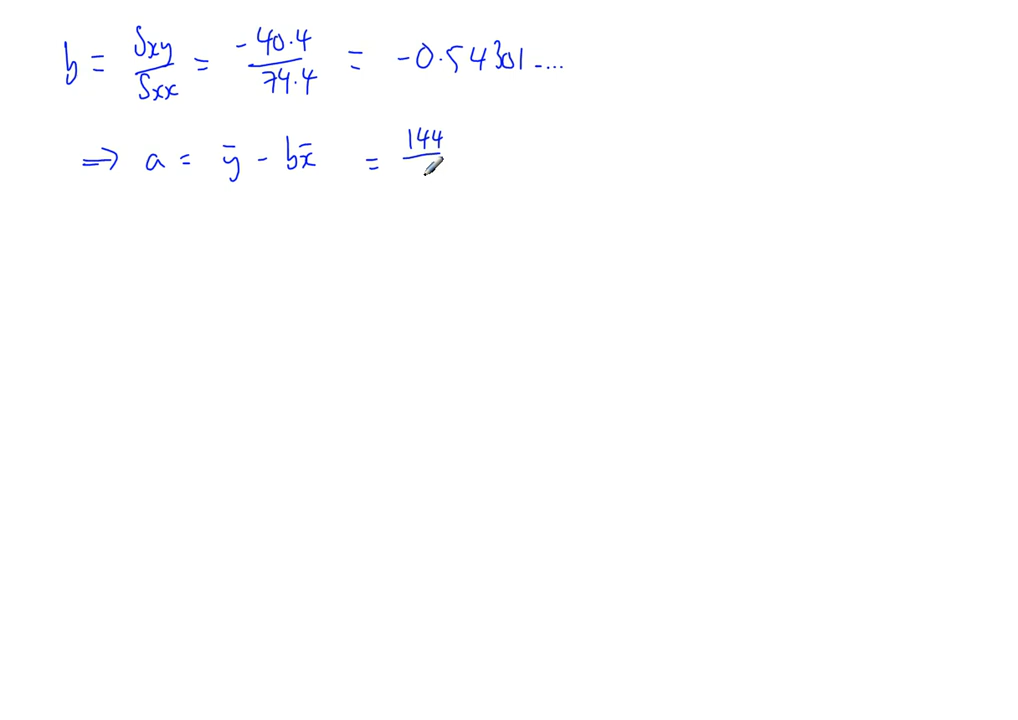 b = Sxy/Sxx = -40.4/74.4 = -0.54301....
⇒ a = ȳ - bx̄ = 144/